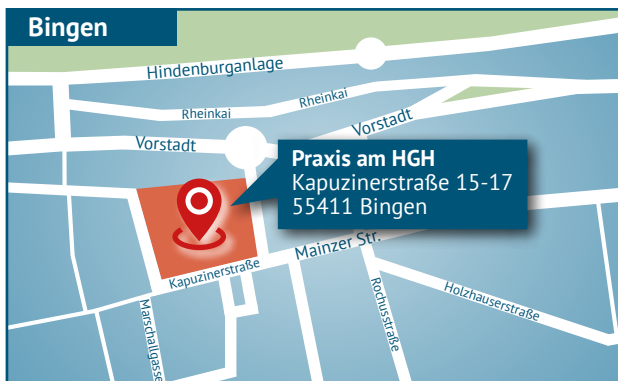 Bingen
Hindenburganlage
Rheinkai
Rheinkai
Vorstadt
Vorstadt
Praxis am HGH
Kapuzinerstraße 15-17
55411 Bingen
Mainzer Str.
Kapuzinerstraße
Marschallgasse
Rochusstraße
Holzhauserstraße